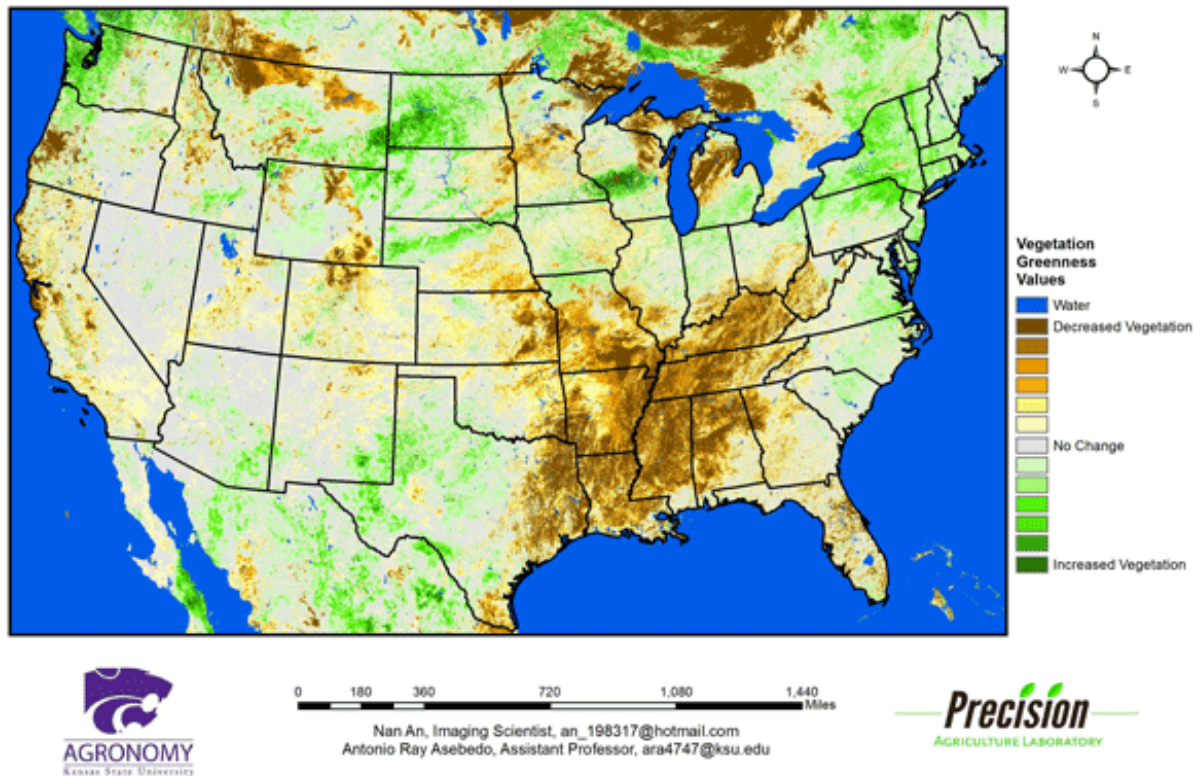 N
W E
S
Vegetation
Greenness
Values
Water
Decreased Vegetation
No Change
Increased Vegetation
0 180 360 720 1,080 1,440
Miles
Nan An, Imaging Scientist, an_198317@hotmail.com
Antonio Ray Asebedo, Assistant Professor, ara4747@ksu.edu
AGRONOMY
Kansas State University
Precision
AGRICULTURE LABORATORY